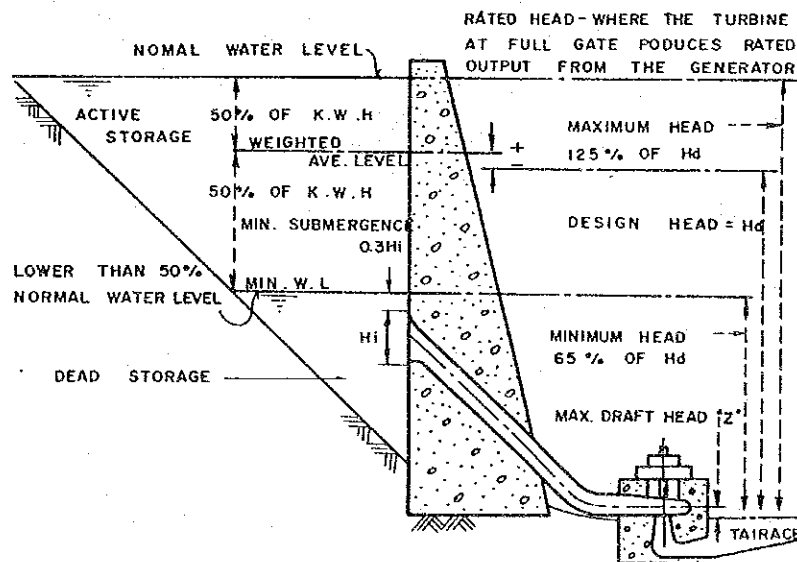 RATED HEAD - WHERE THE TURBINE
AT FULL GATE PODUCES RATED
OUTPUT FROM THE GENERATOR
NOMAL WATER LEVEL
ACTIVE
STORAGE
50% OF K.W.H
WEIGHTED
AVE. LEVEL
+
−
MAXIMUM HEAD
125% OF Hd
50% OF K.W.H
MIN. SUBMERGENCE
0.3Hi
DESIGN HEAD = Hd
LOWER THAN 50%
NORMAL WATER LEVEL
MIN. W.L
Hi
MINIMUM HEAD
65% OF Hd
DEAD STORAGE
MAX. DRAFT HEAD "Z"
TAIRACE